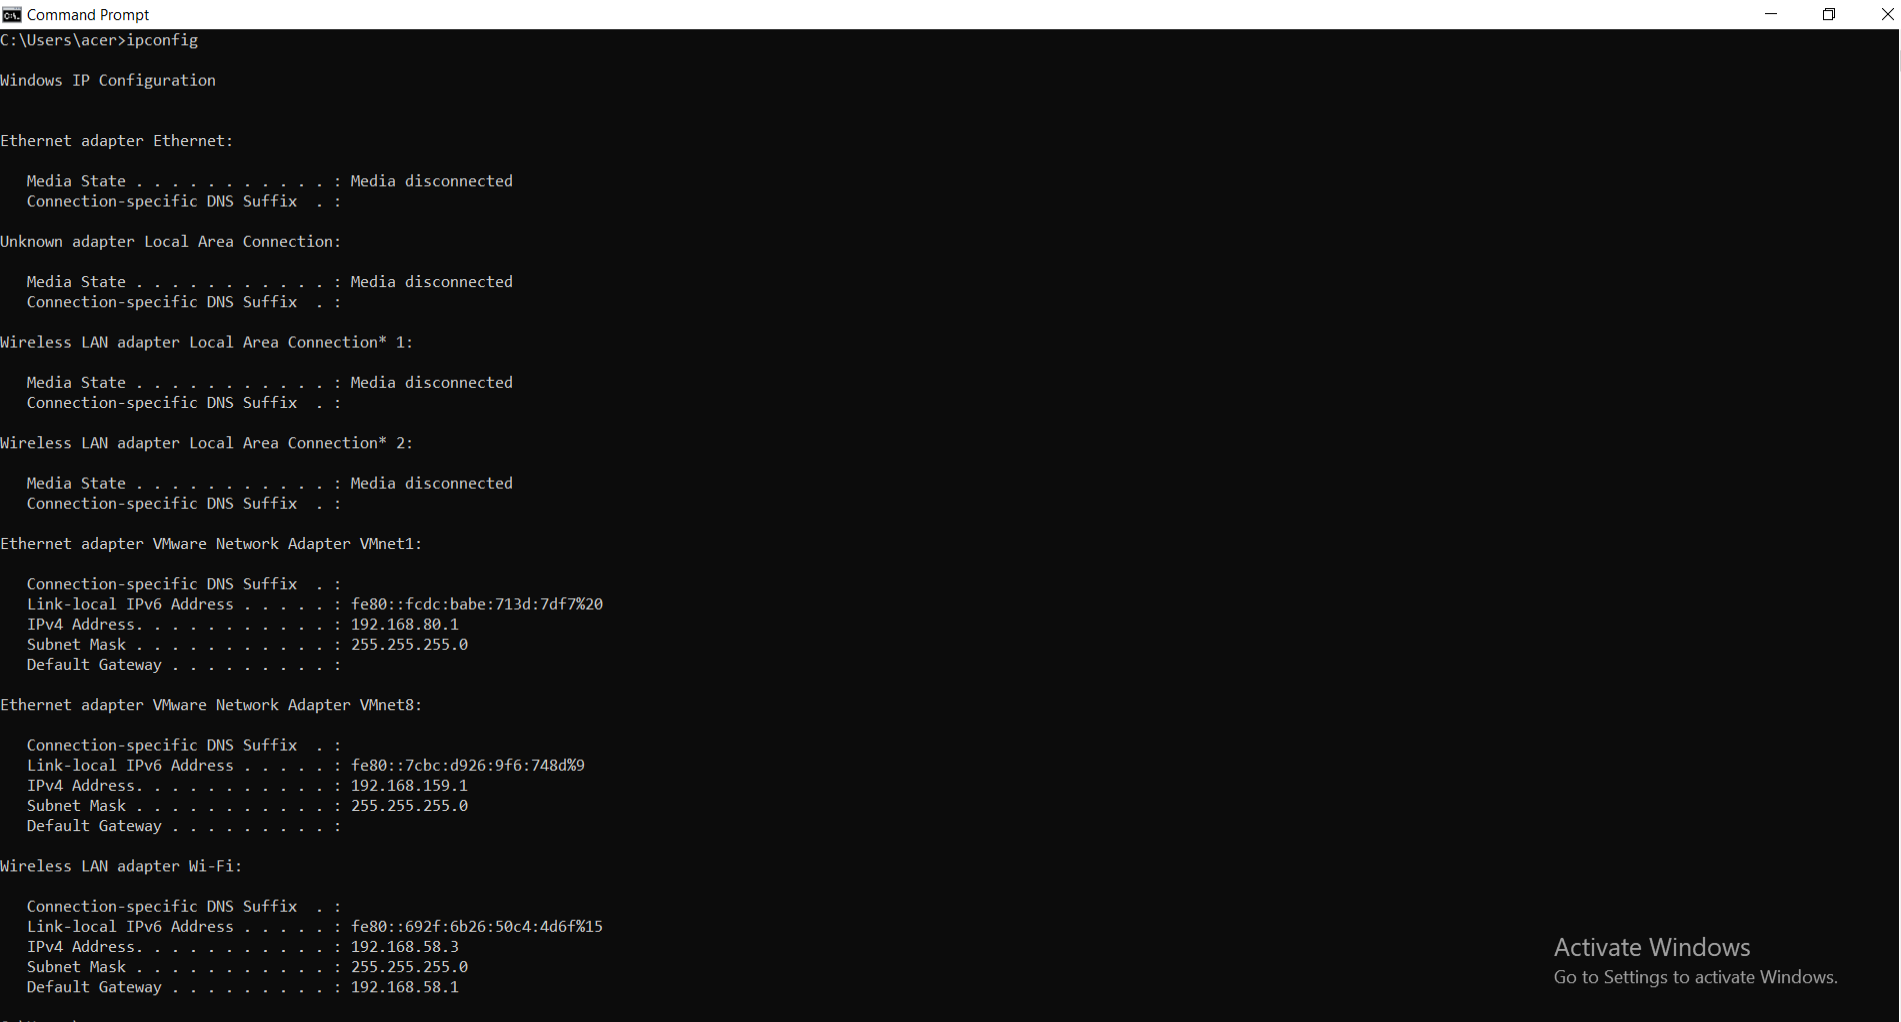 Command Prompt
C:\Users\acer>ipconfig
Windows IP Configuration
Ethernet adapter Ethernet:
   Media State . . . . . . . . . . . : Media disconnected
   Connection-specific DNS Suffix  . :
Unknown adapter Local Area Connection:
   Media State . . . . . . . . . . . : Media disconnected
   Connection-specific DNS Suffix  . :
Wireless LAN adapter Local Area Connection* 1:
   Media State . . . . . . . . . . . : Media disconnected
   Connection-specific DNS Suffix  . :
Wireless LAN adapter Local Area Connection* 2:
   Media State . . . . . . . . . . . : Media disconnected
   Connection-specific DNS Suffix  . :
Ethernet adapter VMware Network Adapter VMnet1:
   Connection-specific DNS Suffix  . :
   Link-local IPv6 Address . . . . . : fe80::fcdc:babe:713d:7df7%20
   IPv4 Address. . . . . . . . . . . : 192.168.80.1
   Subnet Mask . . . . . . . . . . . : 255.255.255.0
   Default Gateway . . . . . . . . . :
Ethernet adapter VMware Network Adapter VMnet8:
   Connection-specific DNS Suffix  . :
   Link-local IPv6 Address . . . . . : fe80::7cbc:d926:9f6:748d%9
   IPv4 Address. . . . . . . . . . . : 192.168.159.1
   Subnet Mask . . . . . . . . . . . : 255.255.255.0
   Default Gateway . . . . . . . . . :
Wireless LAN adapter Wi-Fi:
   Connection-specific DNS Suffix  . :
   Link-local IPv6 Address . . . . . : fe80::692f:6b26:50c4:4d6f%15
   IPv4 Address. . . . . . . . . . . : 192.168.58.3
   Subnet Mask . . . . . . . . . . . : 255.255.255.0
   Default Gateway . . . . . . . . . : 192.168.58.1
Activate Windows
Go to Settings to activate Windows.